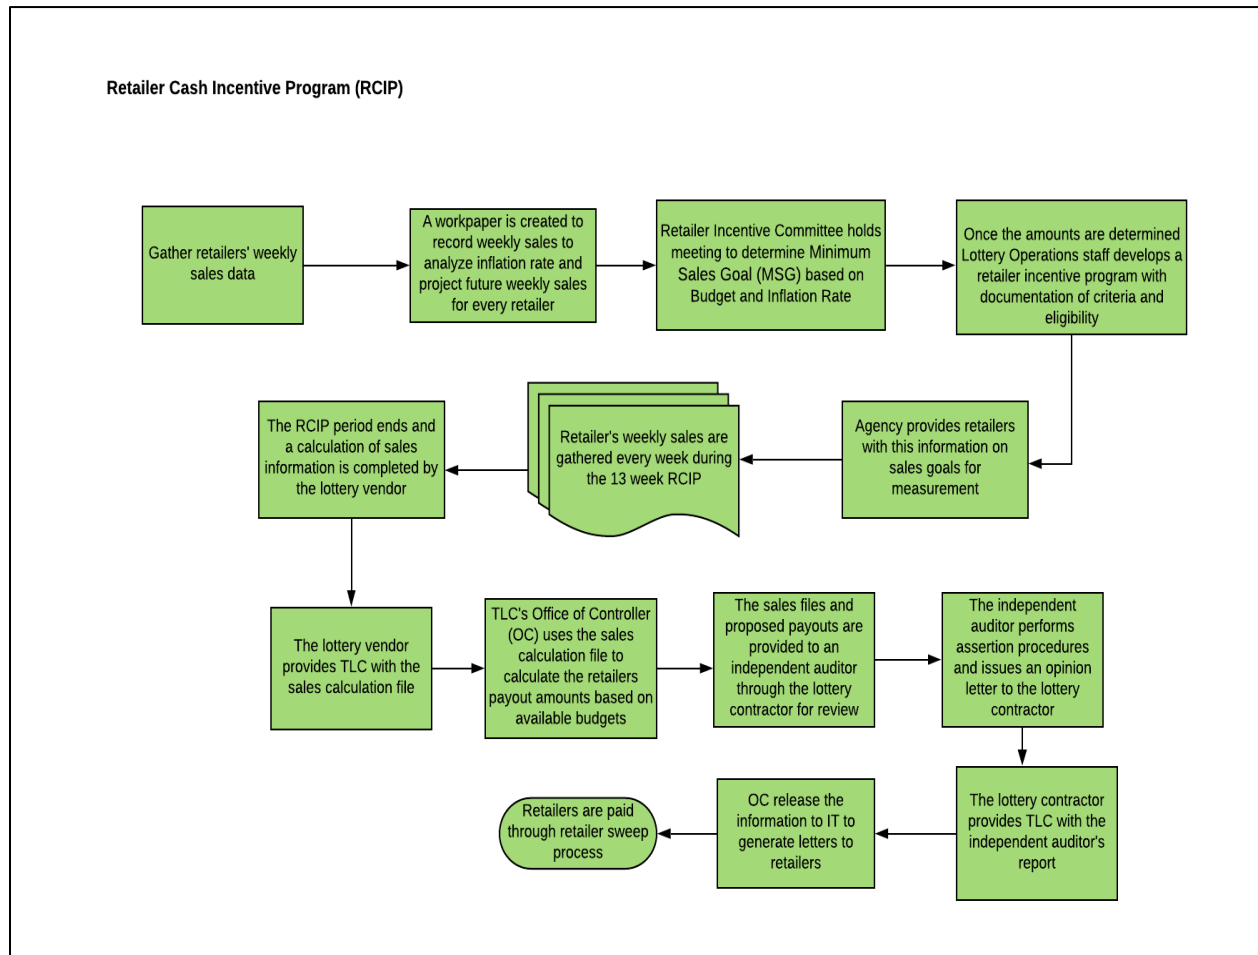 Retailer Cash Incentive Program (RCIP)
Gather retailers' weekly
sales data
A workpaper is created to
record weekly sales to
analyze inflation rate and
project future weekly sales
for every retailer
Retailer Incentive Committee holds
meeting to determine Minimum
Sales Goal (MSG) based on
Budget and Inflation Rate
Once the amounts are determined
Lottery Operations staff develops a
retailer incentive program with
documentation of criteria and
eligibility
Agency provides retailers
with this information on
sales goals for
measurement
Retailer's weekly sales are
gathered every week during
the 13 week RCIP
The RCIP period ends and
a calculation of sales
information is completed by
the lottery vendor
The lottery vendor
provides TLC with the
sales calculation file
TLC's Office of Controller
(OC) uses the sales
calculation file to
calculate the retailers
payout amounts based on
available budgets
The sales files and
proposed payouts are
provided to an
independent auditor
through the lottery
contractor for review
The independent
auditor performs
assertion procedures
and issues an opinion
letter to the lottery
contractor
The lottery contractor
provides TLC with the
independent auditor's
report
OC release the
information to IT to
generate letters to
retailers
Retailers are paid
through retailer sweep
process